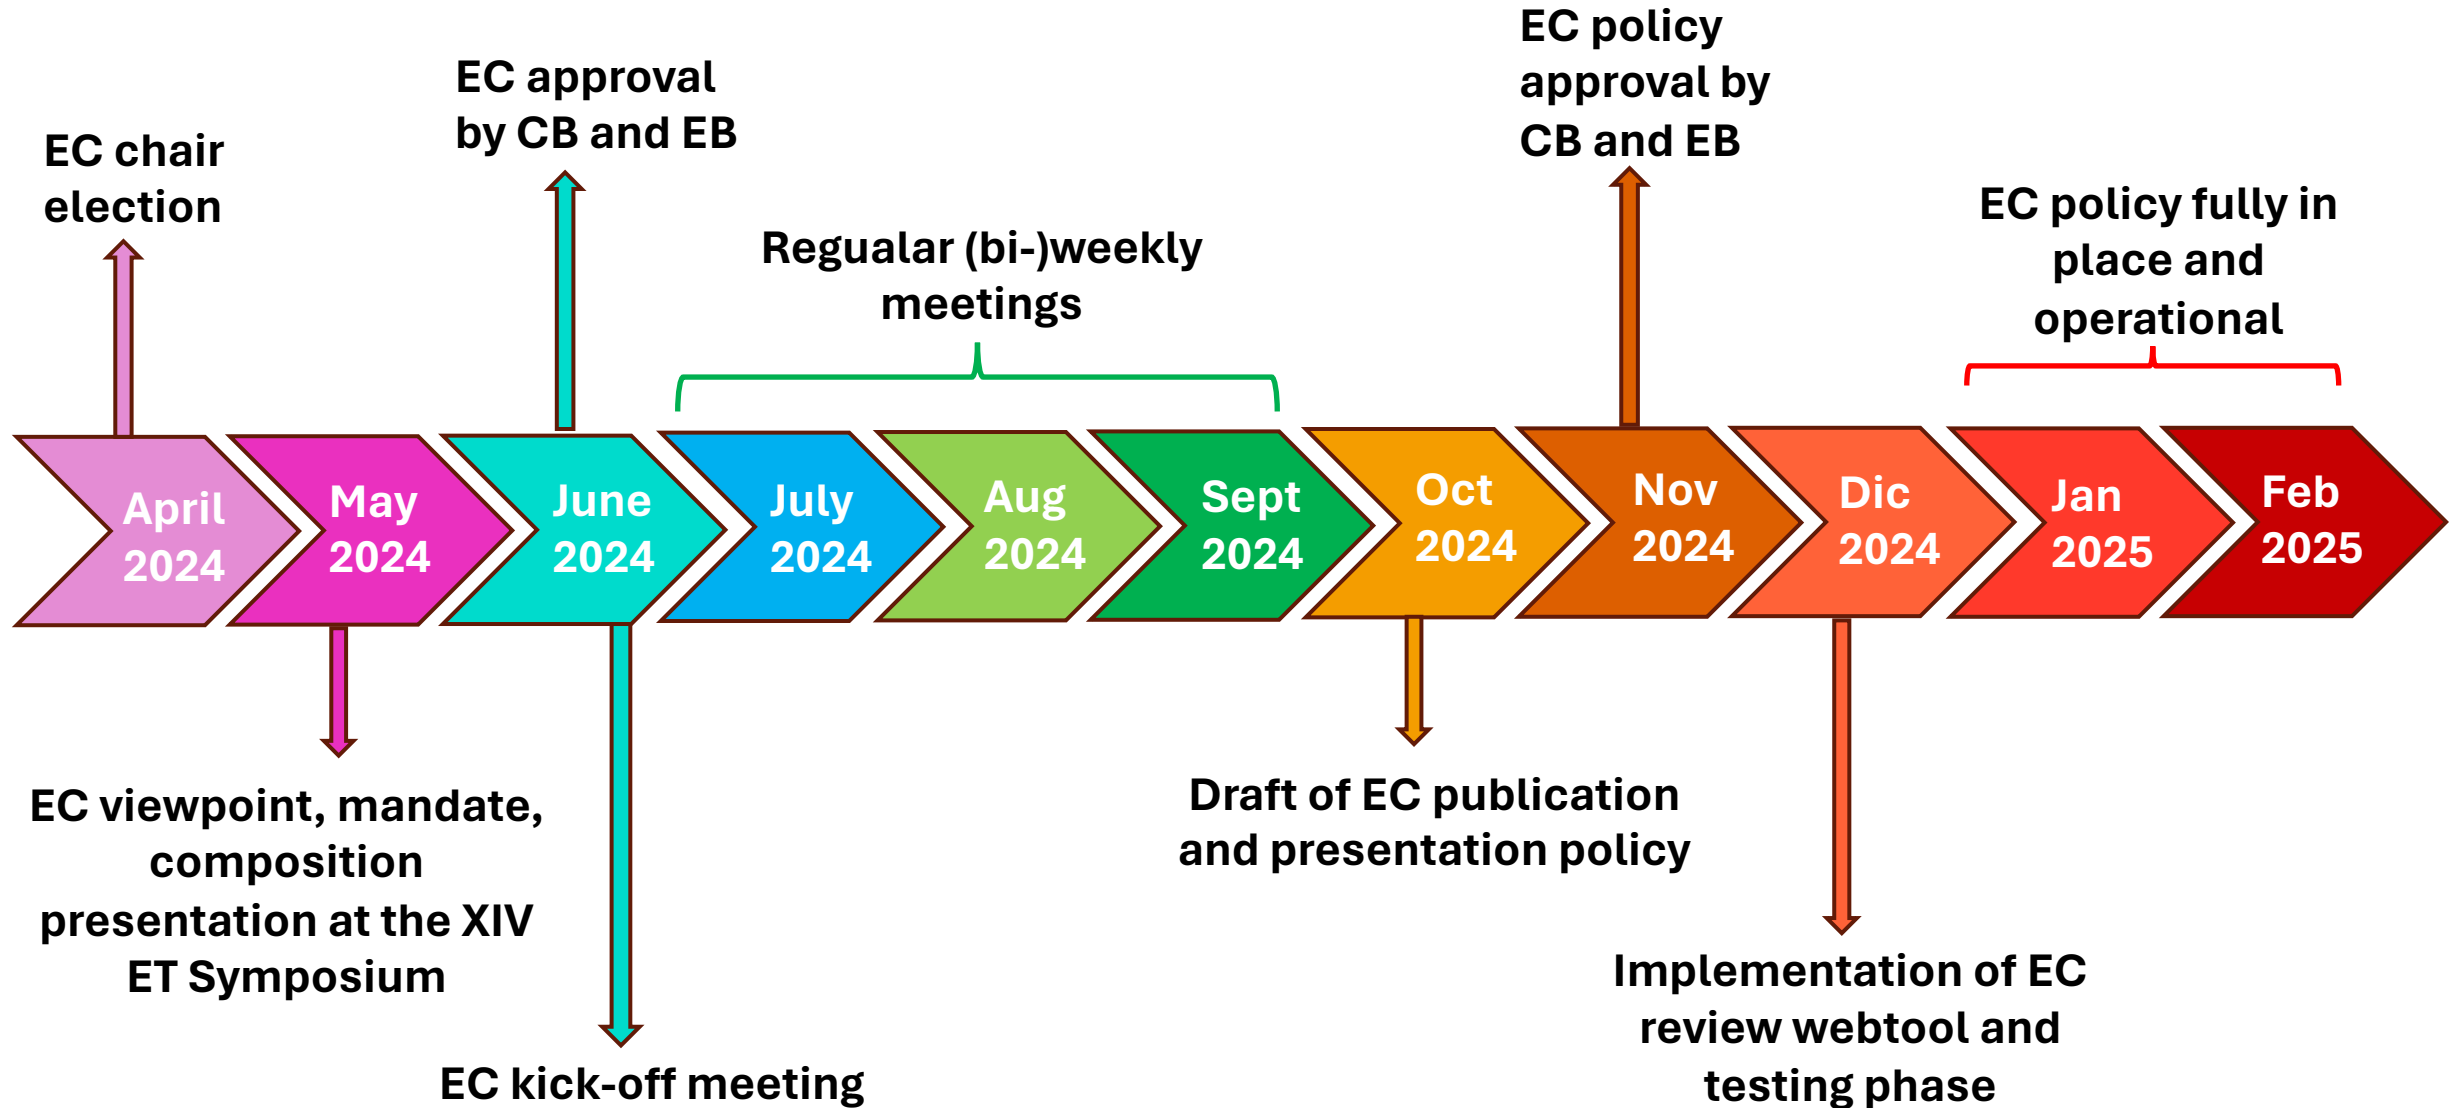 EC chair
election
EC approval
by CB and EB
Regualar (bi-)weekly
meetings
EC policy
approval by
CB and EB
EC policy fully in
place and
operational
April
2024
May
2024
June
2024
July
2024
Aug
2024
Sept
2024
Oct
2024
Nov
2024
Dic
2024
Jan
2025
Feb
2025
EC viewpoint, mandate,
composition
presentation at the XIV
ET Symposium
EC kick-off meeting
Draft of EC publication
and presentation policy
Implementation of EC
review webtool and
testing phase